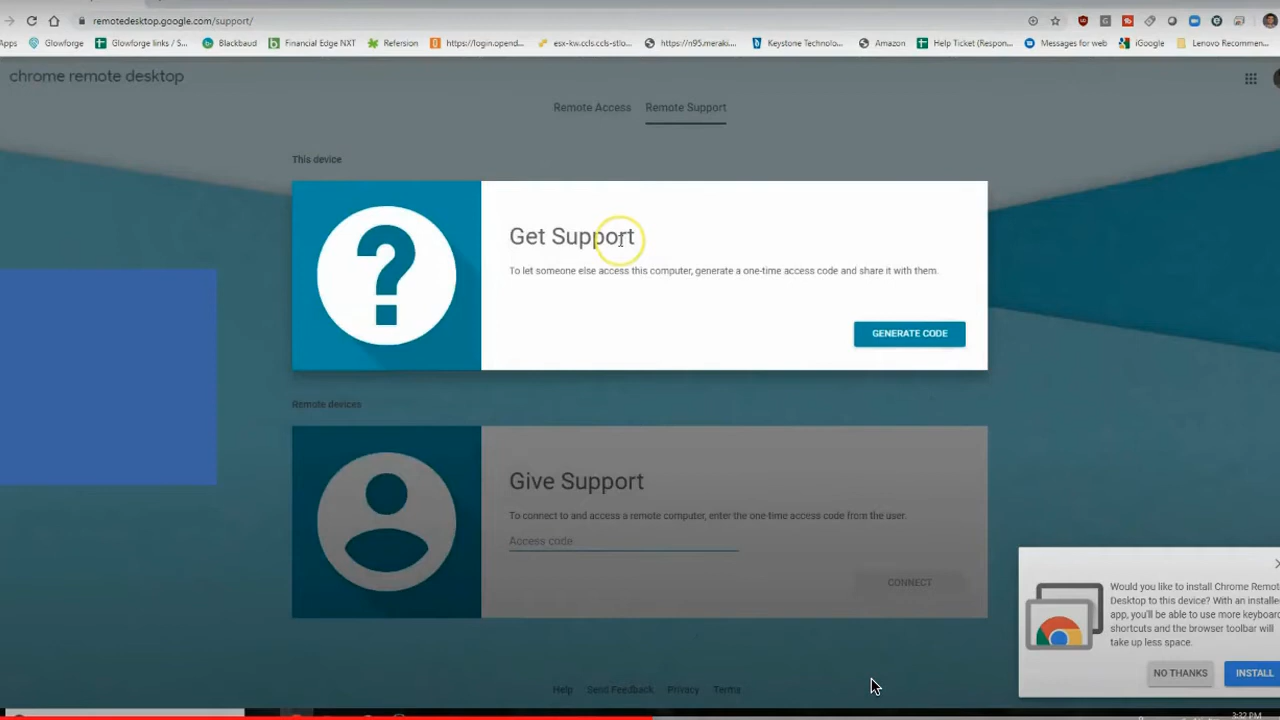 remotedesktop.google.com/support/
Apps Glowforge Glowforge links / S... Blackbaud Financial Edge NXT Refersion https://login.opend... esx-kw.cds.ccls-stlo... https://n95.meraki... Keystone Technolo... Amazon Help Ticket (Respon... Messages for web iGoogle Lenovo Recommen...
chrome remote desktop
Remote Access Remote Support
This device
Get Support
To let someone else access this computer, generate a one-time access code and share it with them.
GENERATE CODE
Remote devices
Give Support
To connect to and access a remote computer, enter the one-time access code from the user.
Access code
CONNECT
Would you like to install Chrome Remot
Desktop to this device? With an installe
app, you'll be able to use more keyboard
shortcuts and the browser toolbar will
take up less space.
NO THANKS INSTALL
Help Send Feedback Privacy Terms
3:32 PM